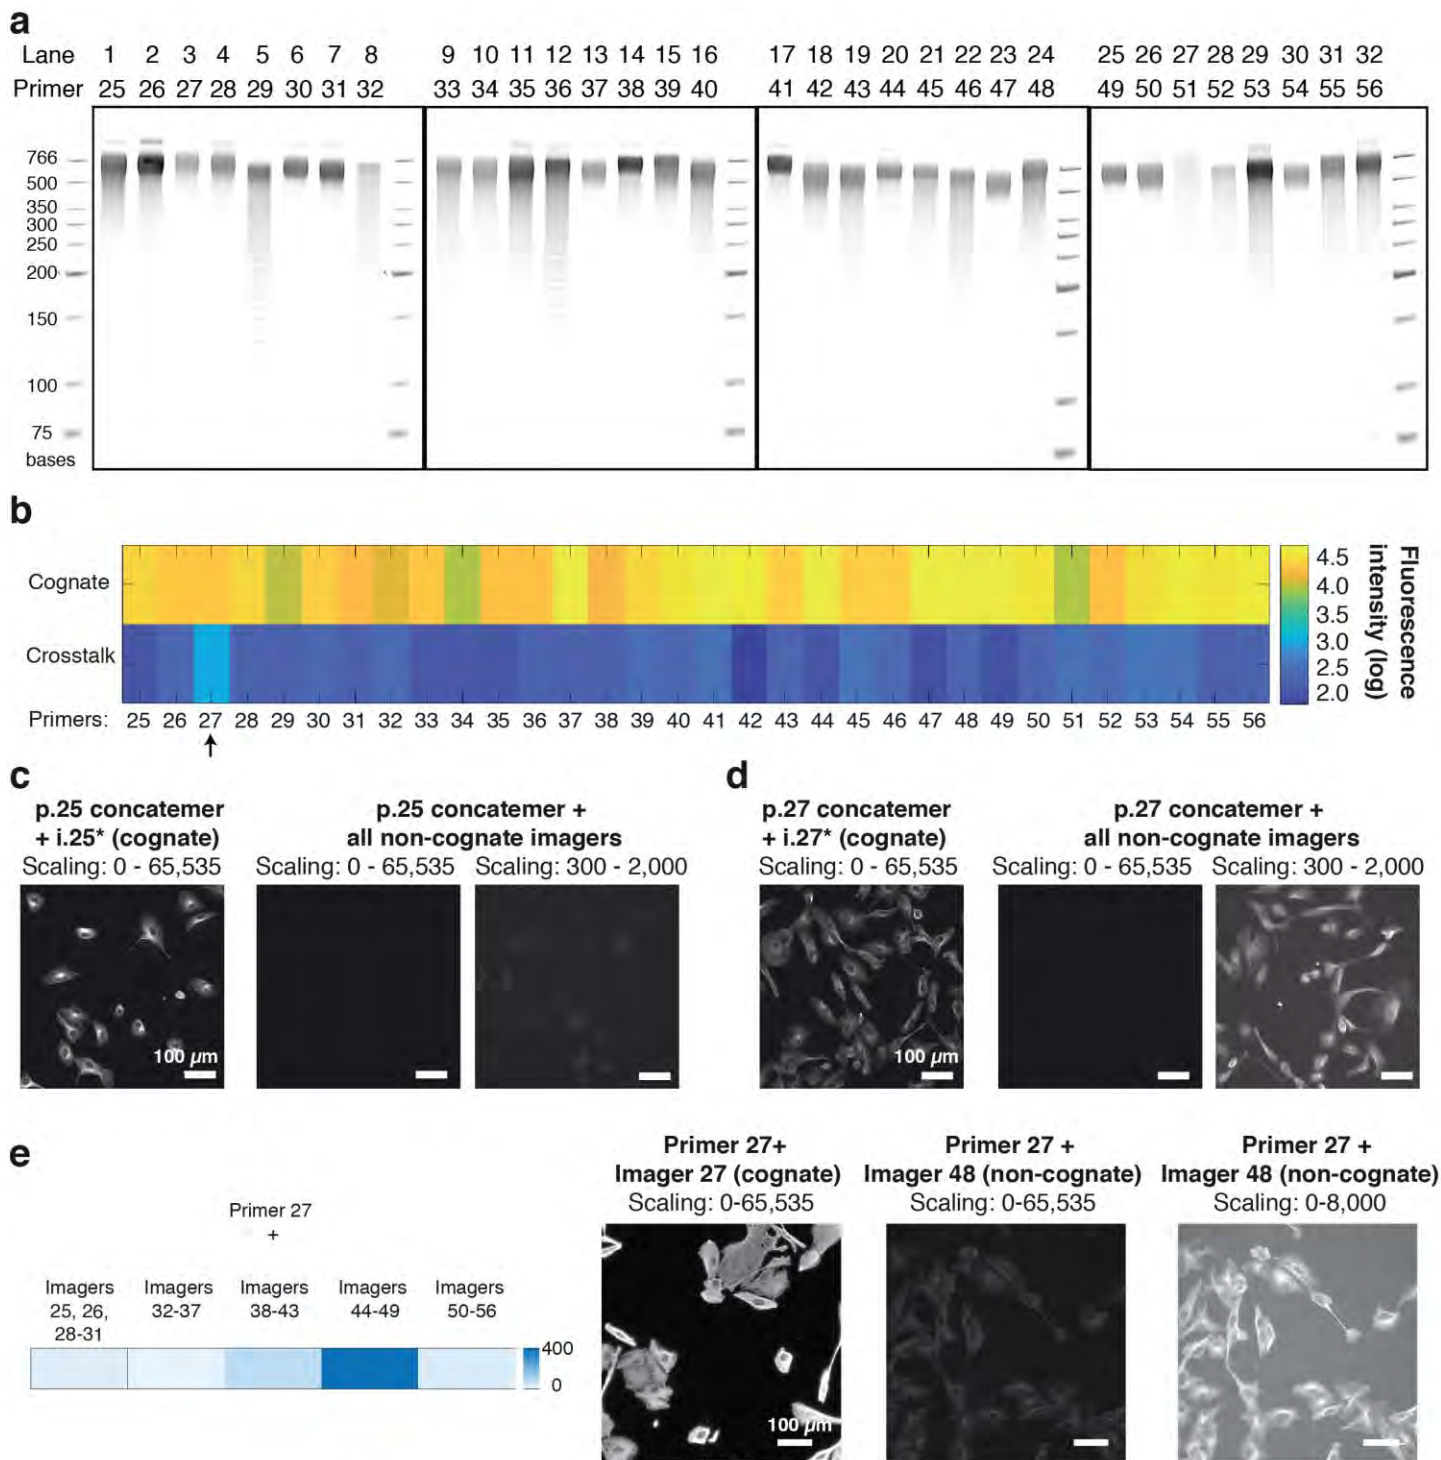 a
Lane 1 2 3 4 5 6 7 8 9 10 11 12 13 14 15 16 17 18 19 20 21 22 23 24 25 26 27 28 29 30 31 32
Primer 25 26 27 28 29 30 31 32 33 34 35 36 37 38 39 40 41 42 43 44 45 46 47 48 49 50 51 52 53 54 55 56
766
500
350
300
250
200
150
100
75
bases
b
Cognate
Crosstalk
4.5
4.0
3.5
3.0
2.5
2.0
Fluorescence
intensity (log)
Primers: 25 26 27 28 29 30 31 32 33 34 35 36 37 38 39 40 41 42 43 44 45 46 47 48 49 50 51 52 53 54 55 56
c
p.25 concatemer
+ i.25* (cognate)
Scaling: 0 - 65,535
p.25 concatemer +
all non-cognate imagers
Scaling: 0 - 65,535 Scaling: 300 - 2,000
100 µm
d
p.27 concatemer
+ i.27* (cognate)
Scaling: 0 - 65,535
p.27 concatemer +
all non-cognate imagers
Scaling: 0 - 65,535 Scaling: 300 - 2,000
100 µm
e
Primer 27
+
Imagers
25, 26,
28-31
Imagers
32-37
Imagers
38-43
Imagers
44-49
Imagers
50-56
400
0
Primer 27+
Imager 27 (cognate)
Scaling: 0-65,535
100 µm
Primer 27 +
Imager 48 (non-cognate)
Scaling: 0-65,535
Primer 27 +
Imager 48 (non-cognate)
Scaling: 0-8,000